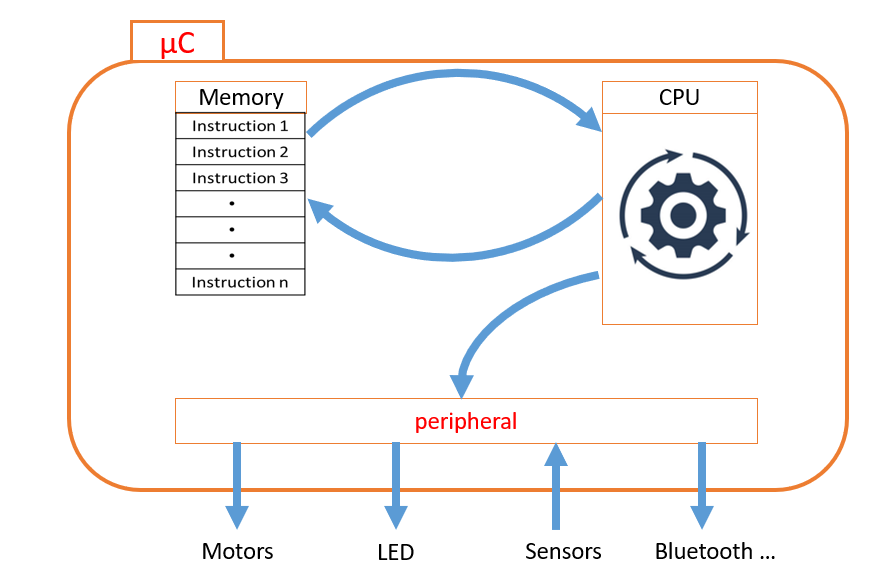 µC
Memory
CPU
Instruction 1
Instruction 2
Instruction 3
.
.
.
Instruction n
peripheral
Motors
LED
Sensors
Bluetooth ...